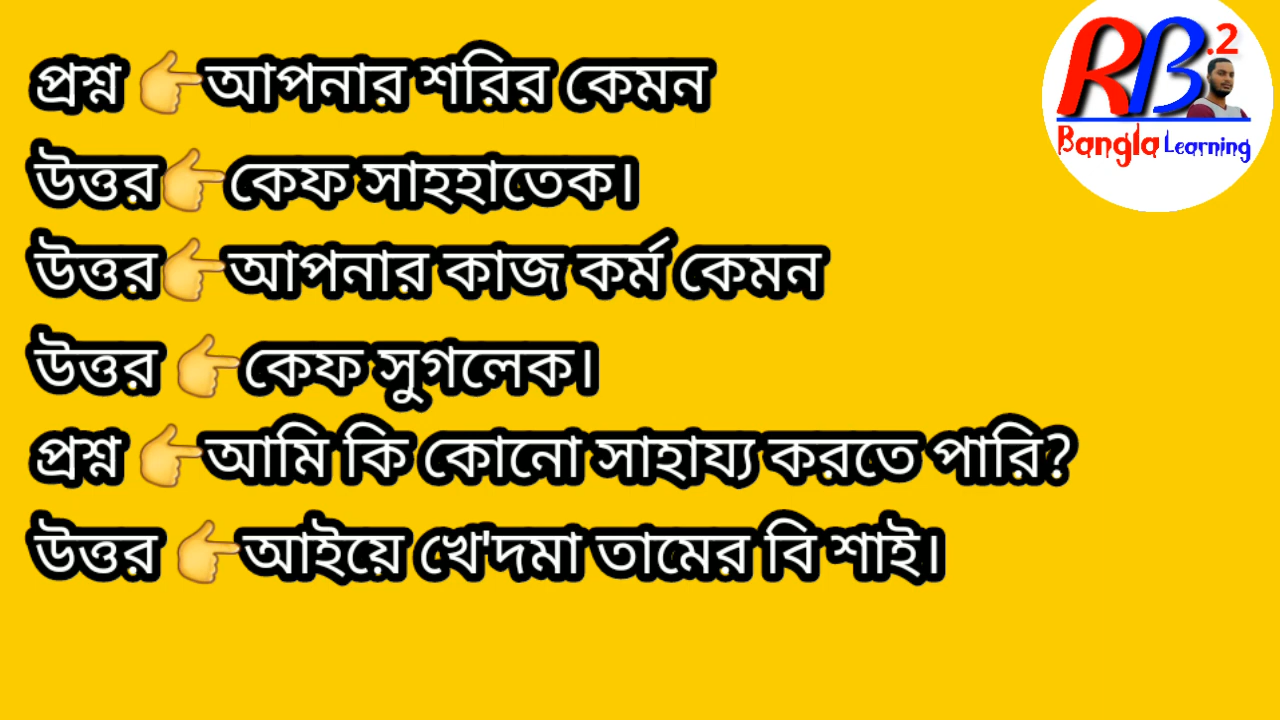 প্রশ্ন 👉আপনার শরির কেমন
উত্তর👉কেফ সাহহাতেক।
উত্তর👉আপনার কাজ কর্ম কেমন
উত্তর 👉কেফ সুগলেক।
প্রশ্ন 👉আমি কি কোনো সাহায্য করতে পারি?
উত্তর 👉আইয়ে খে'দমা তামের বি শাই।
RB.2
Bangla Learning